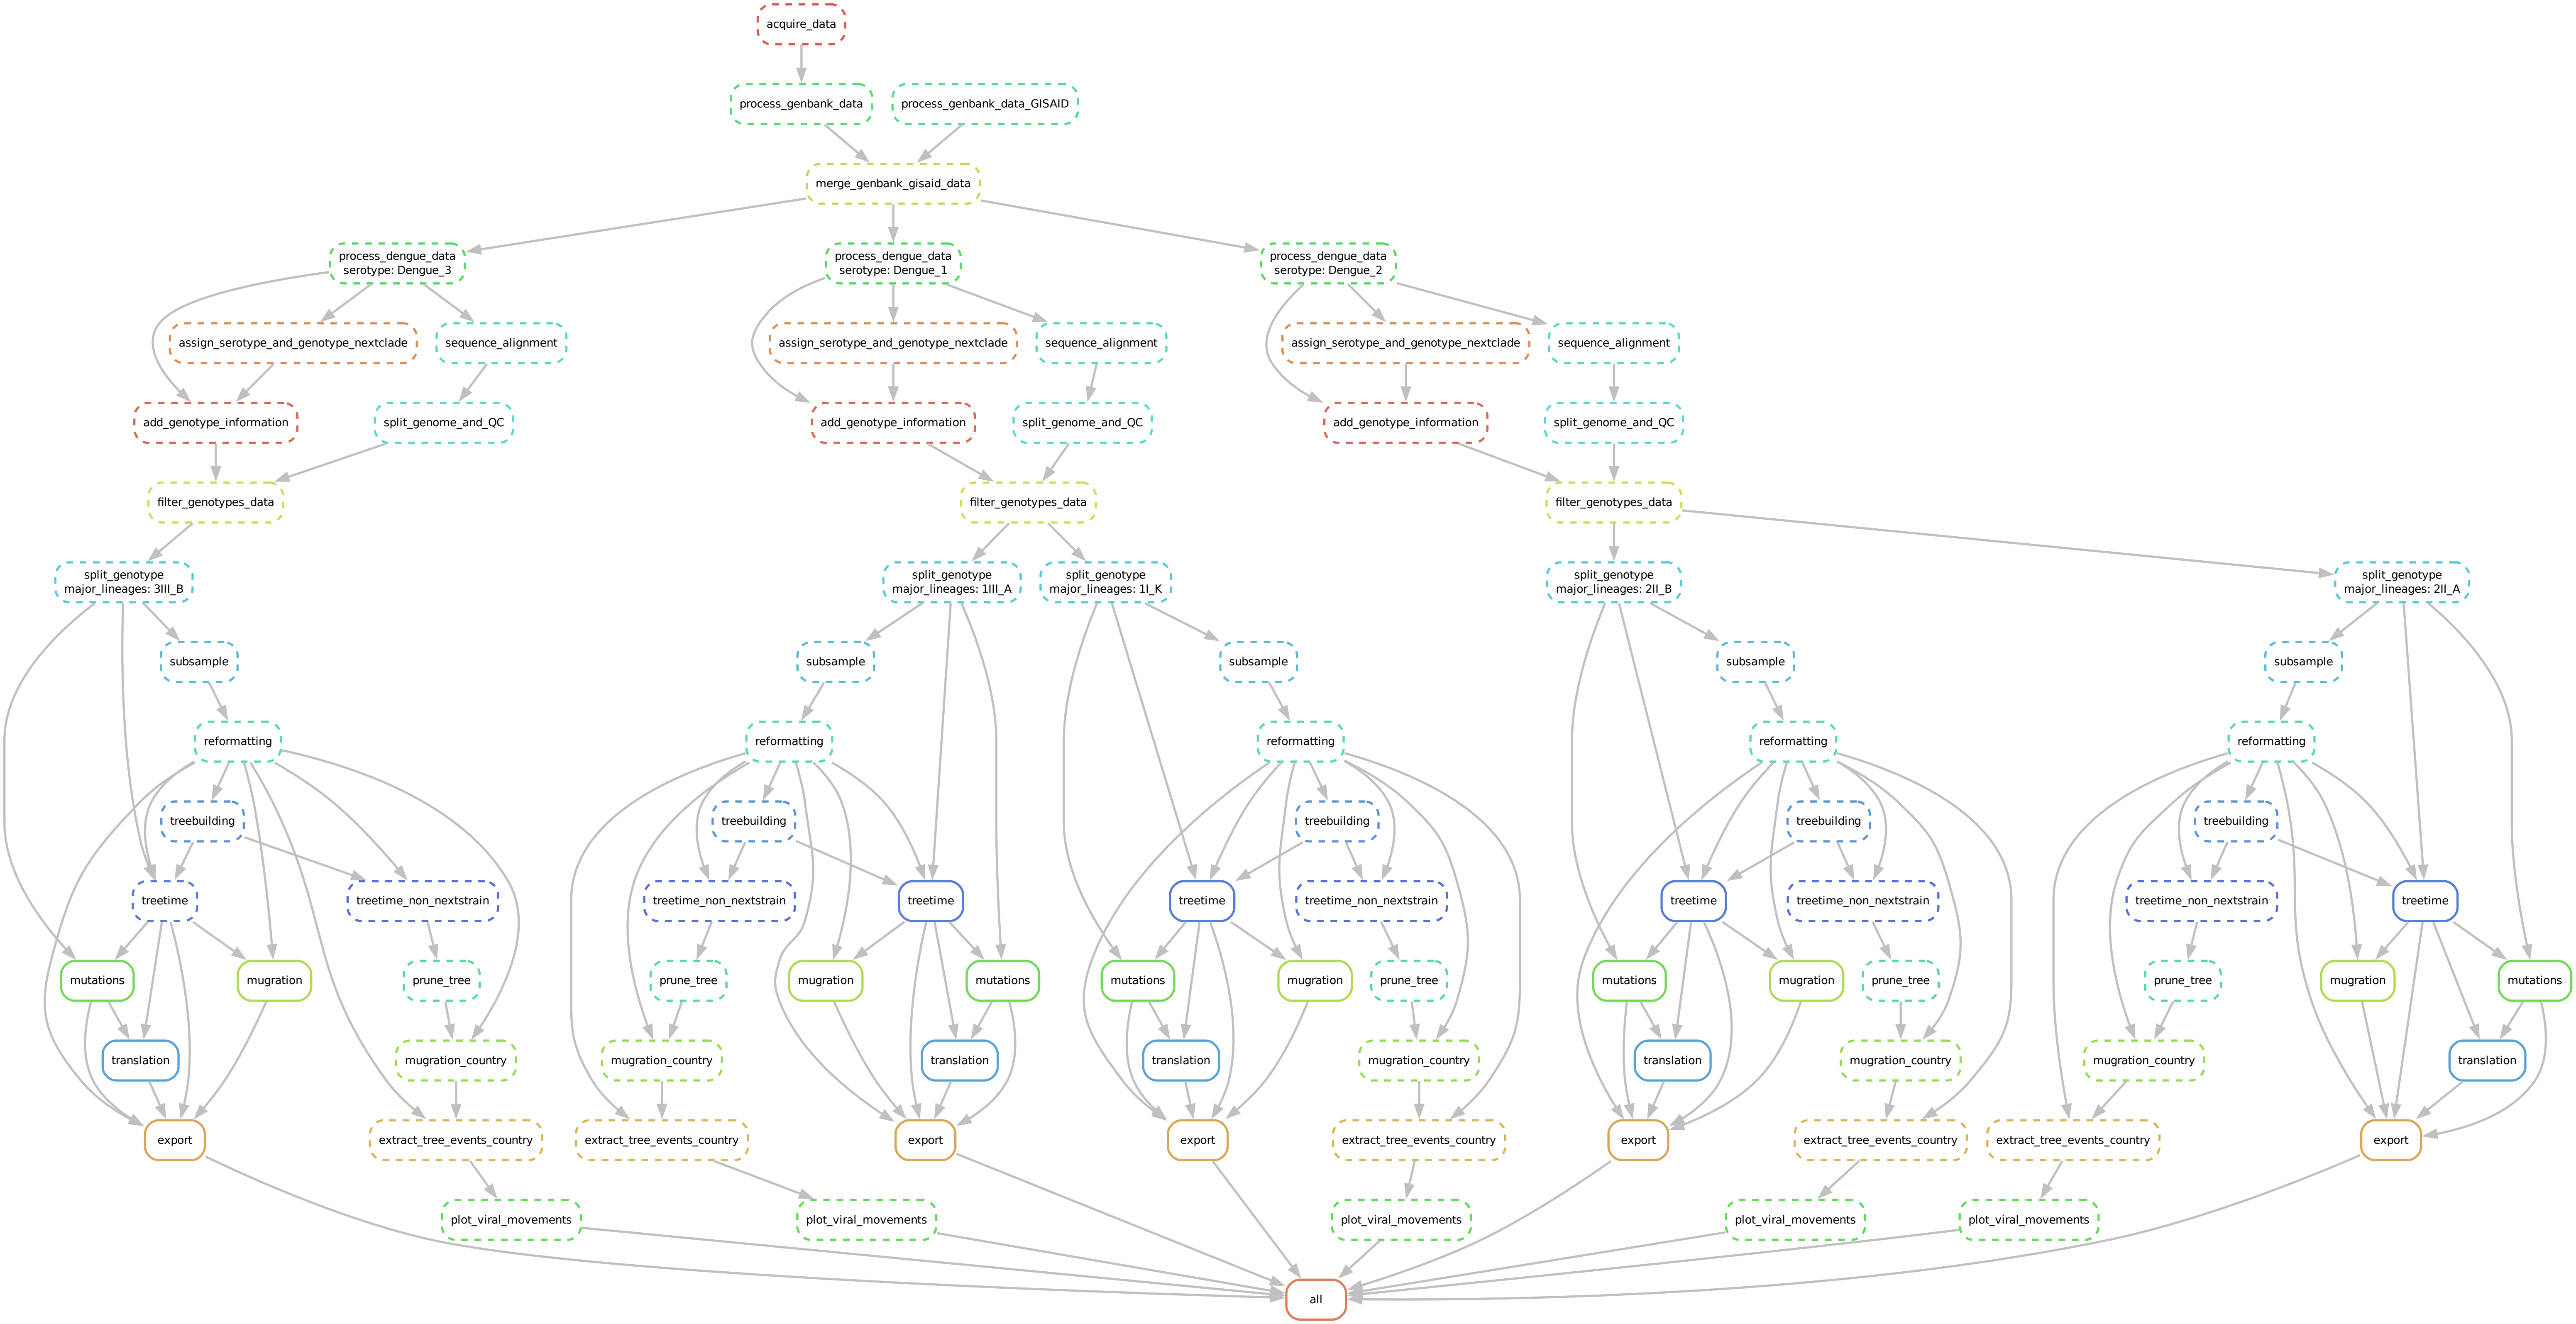 acquire_data
process_genbank_data
process_genbank_data_GISAID
merge_genbank_gisaid_data
process_dengue_data
serotype: Dengue_3
process_dengue_data
serotype: Dengue_1
process_dengue_data
serotype: Dengue_2
assign_serotype_and_genotype_nextclade
sequence_alignment
assign_serotype_and_genotype_nextclade
sequence_alignment
assign_serotype_and_genotype_nextclade
sequence_alignment
add_genotype_information
split_genome_and_QC
add_genotype_information
split_genome_and_QC
add_genotype_information
split_genome_and_QC
filter_genotypes_data
filter_genotypes_data
filter_genotypes_data
split_genotype
major_lineages: 3III_B
split_genotype
major_lineages: 1III_A
split_genotype
major_lineages: 1I_K
split_genotype
major_lineages: 2II_B
split_genotype
major_lineages: 2II_A
subsample
subsample
subsample
subsample
subsample
reformatting
reformatting
reformatting
reformatting
reformatting
treebuilding
treebuilding
treebuilding
treebuilding
treebuilding
treetime
treetime_non_nextstrain
treetime_non_nextstrain
treetime
treetime
treetime_non_nextstrain
treetime
treetime_non_nextstrain
treetime_non_nextstrain
treetime
mutations
mugration
prune_tree
prune_tree
mugration
mutations
mutations
mugration
prune_tree
mutations
mugration
prune_tree
prune_tree
mugration
mutations
translation
mugration_country
mugration_country
translation
translation
mugration_country
translation
mugration_country
mugration_country
translation
export
extract_tree_events_country
extract_tree_events_country
export
export
extract_tree_events_country
export
extract_tree_events_country
extract_tree_events_country
export
plot_viral_movements
plot_viral_movements
plot_viral_movements
plot_viral_movements
plot_viral_movements
all